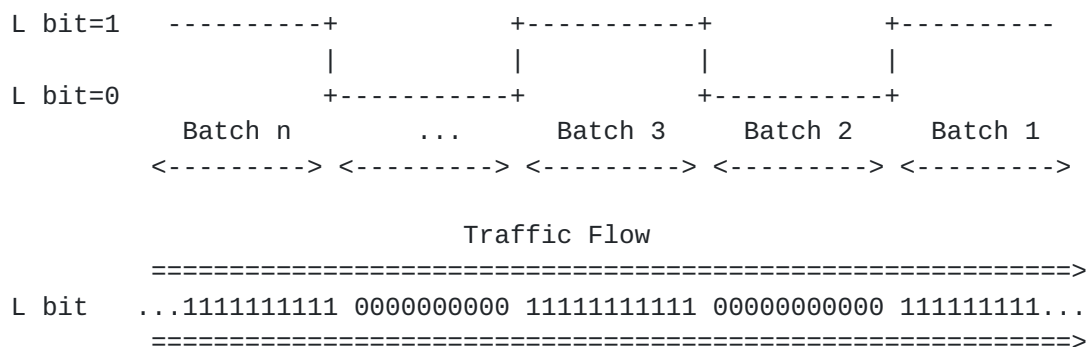 L bit=1   ----------+           +-----------+           +----------
                    |           |           |           |
L bit=0             +-----------+           +-----------+
           Batch n        ...      Batch 3     Batch 2     Batch 1
         <---------> <---------> <---------> <---------> <--------->
                             Traffic Flow
         ===========================================================>
L bit   ...1111111111 0000000000 11111111111 00000000000 111111111...
         ===========================================================>